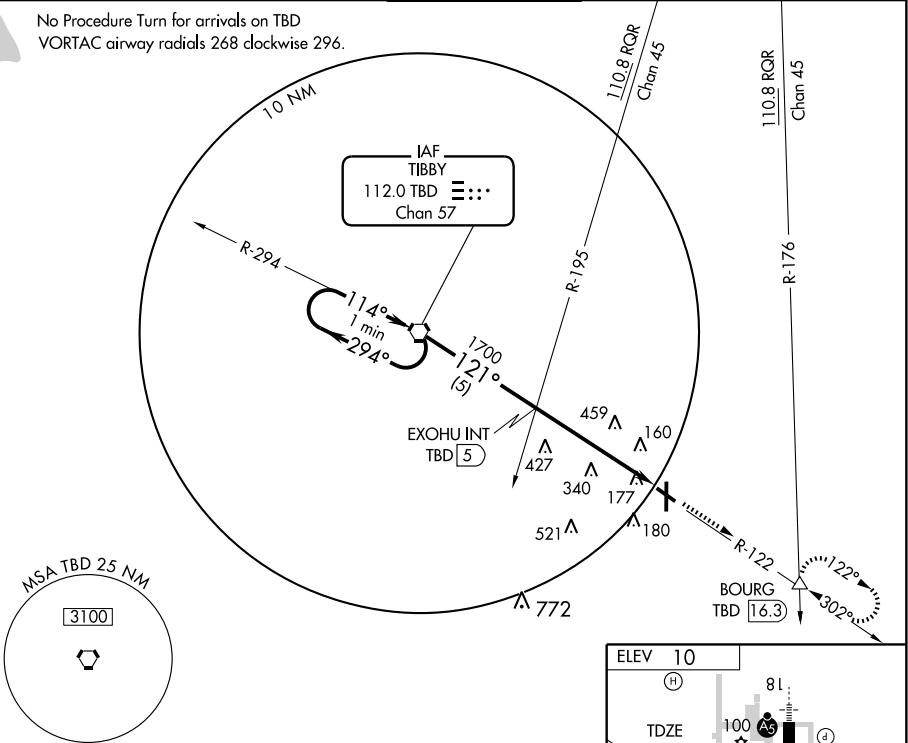 No Procedure Turn for arrivals on TBD
VORTAC airway radials 268 clockwise 296.
10 NM
110.8 RQR
Chan 45
110.8 RQR
Chan 45
IAF
TIBBY
112.0 TBD
Chan 57
R-294
R-195
R-176
114°
1 min
294°
1700
121°
(5)
EXOHU INT
TBD 5
459
160
427
340
177
521
180
R-122
122°
302°
BOURG
TBD 16.3
772
MSA TBD 25 NM
3100
ELEV 10
H
18
TDZE
100
A5
P